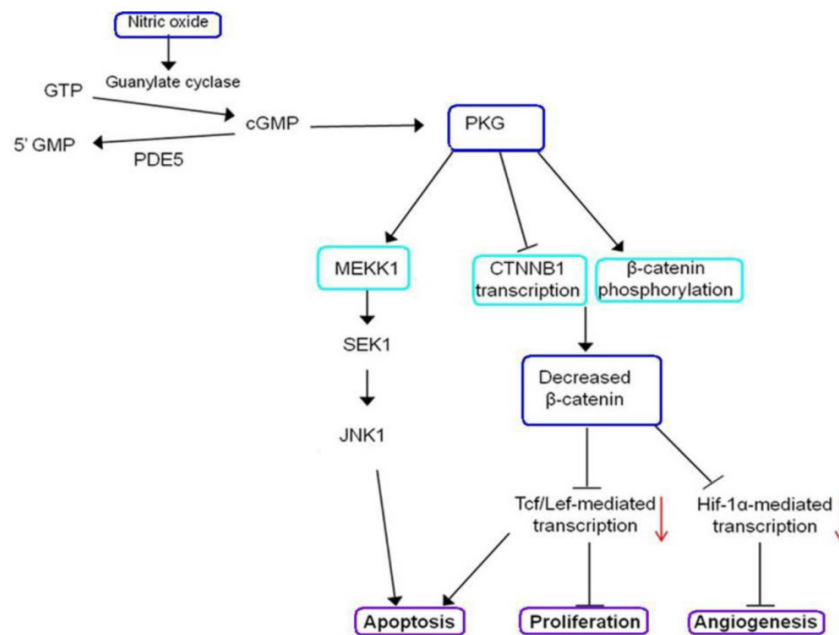 Nitric oxide
Guanylate cyclase
GTP
cGMP
PKG
5' GMP
PDE5
MEKK1
CTNNB1
transcription
β-catenin
phosphorylation
SEK1
Decreased
β-catenin
JNK1
Tcf/Lef-mediated
transcription
Hif-1α-mediated
transcription
Apoptosis
Proliferation
Angiogenesis